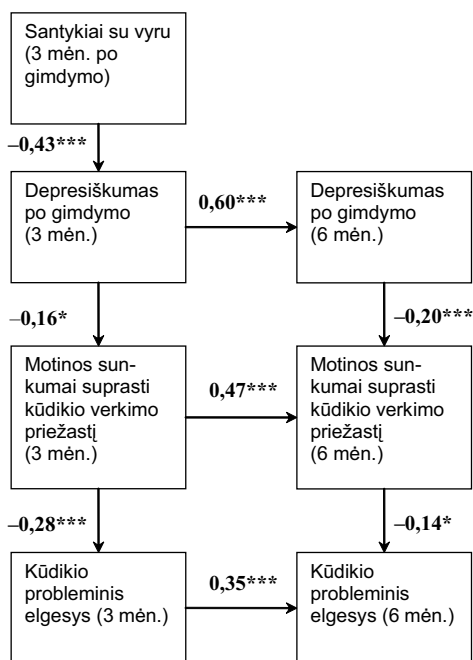 Santykiai su vyru
(3 mėn. po
gimdymo)
–0,43***
Depresiškumas
po gimdymo
(3 mėn.)
0,60***
Depresiškumas
po gimdymo
(6 mėn.)
–0,16*
–0,20***
Motinos sun-
kumai suprasti
kūdikio verkimo
priežastį
(3 mėn.)
0,47***
Motinos sun-
kumai suprasti
kūdikio verkimo
priežastį
(6 mėn.)
–0,28***
–0,14*
Kūdikio
probleminis
elgesys (3 mėn.)
0,35***
Kūdikio
probleminis
elgesys (6 mėn.)